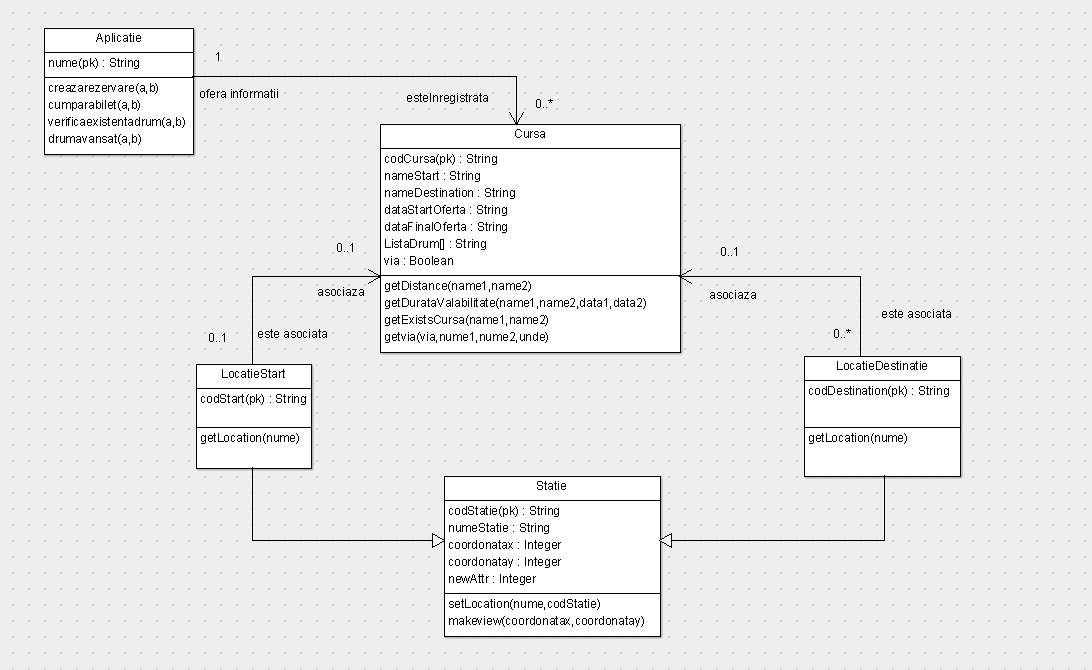 Aplicatie
nume(pk) : String
creazarezervare(a,b)
cumparabilet(a,b)
verificaexistentadrum(a,b)
drumavansat(a,b)
1
ofera informatii
esteInregistrata
0..*
Cursa
codCursa(pk) : String
nameStart : String
nameDestination : String
dataStartOferta : String
dataFinalOferta : String
ListaDrum[] : String
via : Boolean
getDistance(name1,name2)
getDurataValabilitate(name1,name2,data1,data2)
getExistsCursa(name1,name2)
getvia(via,nume1,nume2,unde)
0..1
asociaza
0..1
este asociata
0..1
asociaza
este asociata
0..*
LocatieStart
codStart(pk) : String
getLocation(nume)
LocatieDestinatie
codDestination(pk) : String
getLocation(nume)
Statie
codStatie(pk) : String
numeStatie : String
coordonatax : Integer
coordonatay : Integer
newAttr : Integer
setLocation(nume,codStatie)
makeview(coordonatax,coordonatay)